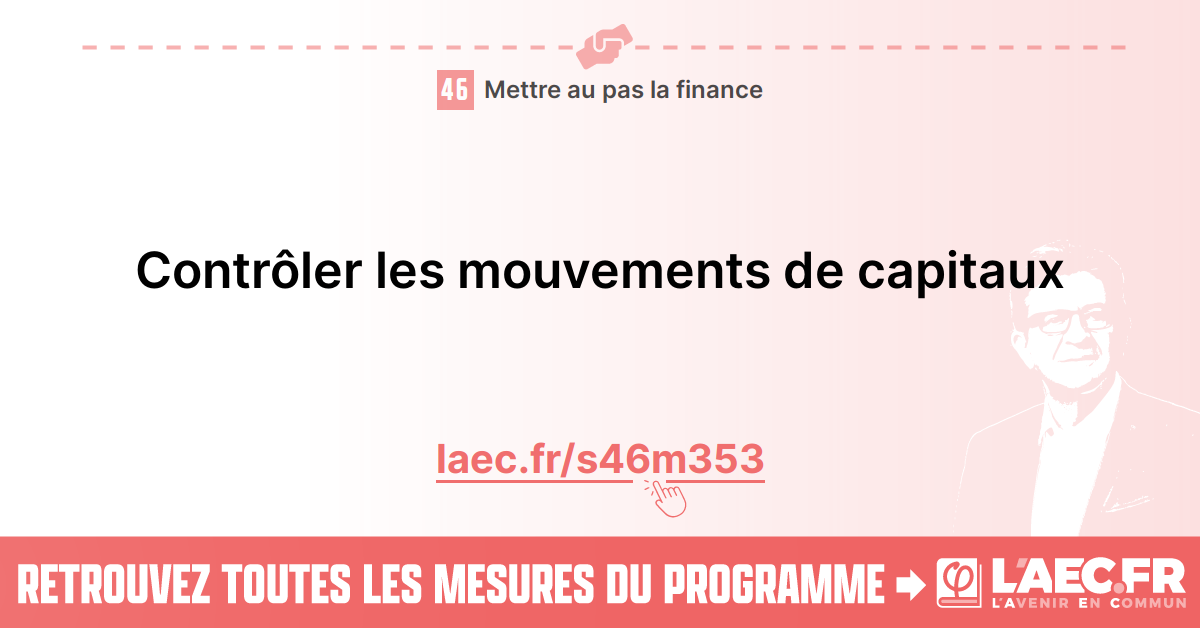 46 Mettre au pas la finance
Contrôler les mouvements de capitaux
laec.fr/s46m353
RETROUVEZ TOUTES LES MESURES DU PROGRAMME
L'AEC.FR
L'AVENIR EN COMMUN